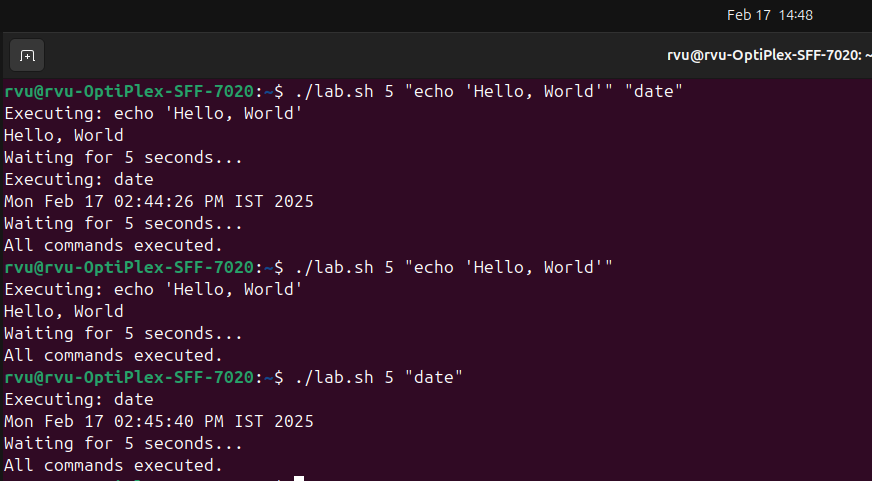 Feb 17 14:48
rvu@rvu-OptiPlex-SFF-7020: ~
rvu@rvu-OptiPlex-SFF-7020:~$ ./lab.sh 5 "echo 'Hello, World'" "date"
Executing: echo 'Hello, World'
Hello, World
Waiting for 5 seconds...
Executing: date
Mon Feb 17 02:44:26 PM IST 2025
Waiting for 5 seconds...
All commands executed.
rvu@rvu-OptiPlex-SFF-7020:~$ ./lab.sh 5 "echo 'Hello, World'"
Executing: echo 'Hello, World'
Hello, World
Waiting for 5 seconds...
All commands executed.
rvu@rvu-OptiPlex-SFF-7020:~$ ./lab.sh 5 "date"
Executing: date
Mon Feb 17 02:45:40 PM IST 2025
Waiting for 5 seconds...
All commands executed.